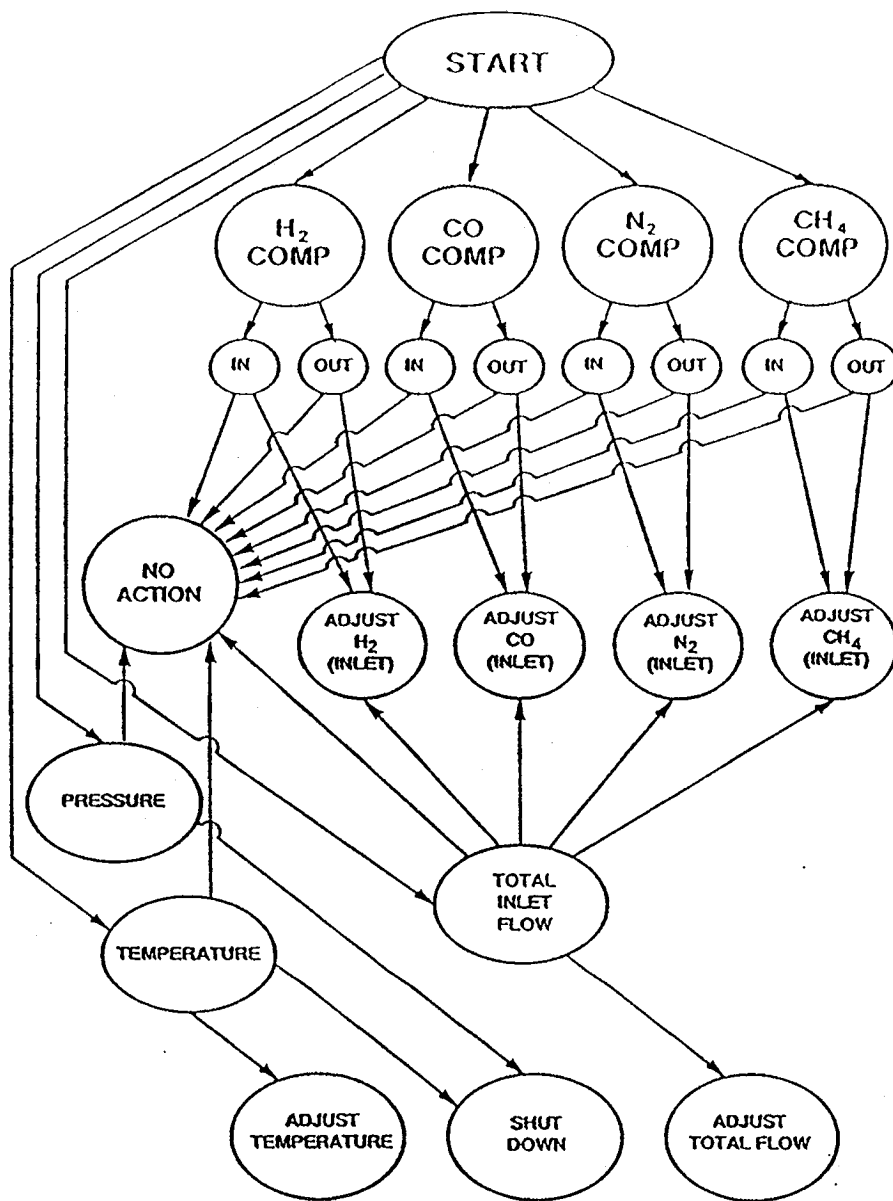 START
H₂
COMP
CO
COMP
N₂
COMP
CH₄
COMP
IN
OUT
IN
OUT
IN
OUT
IN
OUT
NO
ACTION
ADJUST
H₂
(INLET)
ADJUST
CO
(INLET)
ADJUST
N₂
(INLET)
ADJUST
CH₄
(INLET)
PRESSURE
TOTAL
INLET
FLOW
TEMPERATURE
ADJUST
TEMPERATURE
SHUT
DOWN
ADJUST
TOTAL FLOW